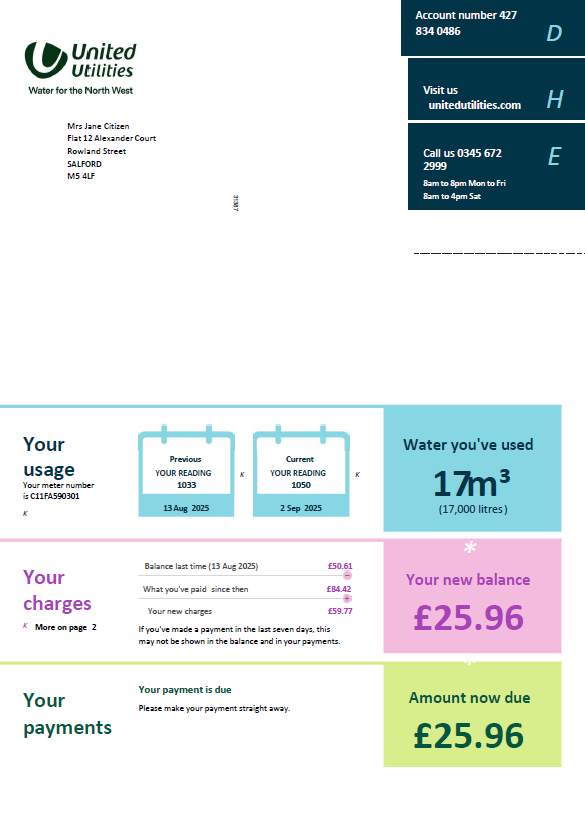 United
Utilities
Water for the North West
Account number 427
834 0486
D
Visit us
unitedutilities.com
H
Call us 0345 672
2999
E
8am to 8pm Mon to Fri
8am to 4pm Sat
Mrs Jane Citizen
Flat 12 Alexander Court
Rowland Street
SALFORD
M5 4LF
Your
usage
Your meter number
is C11FA590301
K
Previous
YOUR READING
1033
13 Aug 2025
K
Current
YOUR READING
1050
2 Sep 2025
K
Water you've used
17m³
(17,000 litres)
Your
charges
K More on page 2
Balance last time (13 Aug 2025) £50.61
−
What you've paid since then £84.42
+
Your new charges £59.77
If you've made a payment in the last seven days, this
may not be shown in the balance and in your payments.
*
Your new balance
£25.96
Your
payments
Your payment is due
Please make your payment straight away.
Amount now due
£25.96